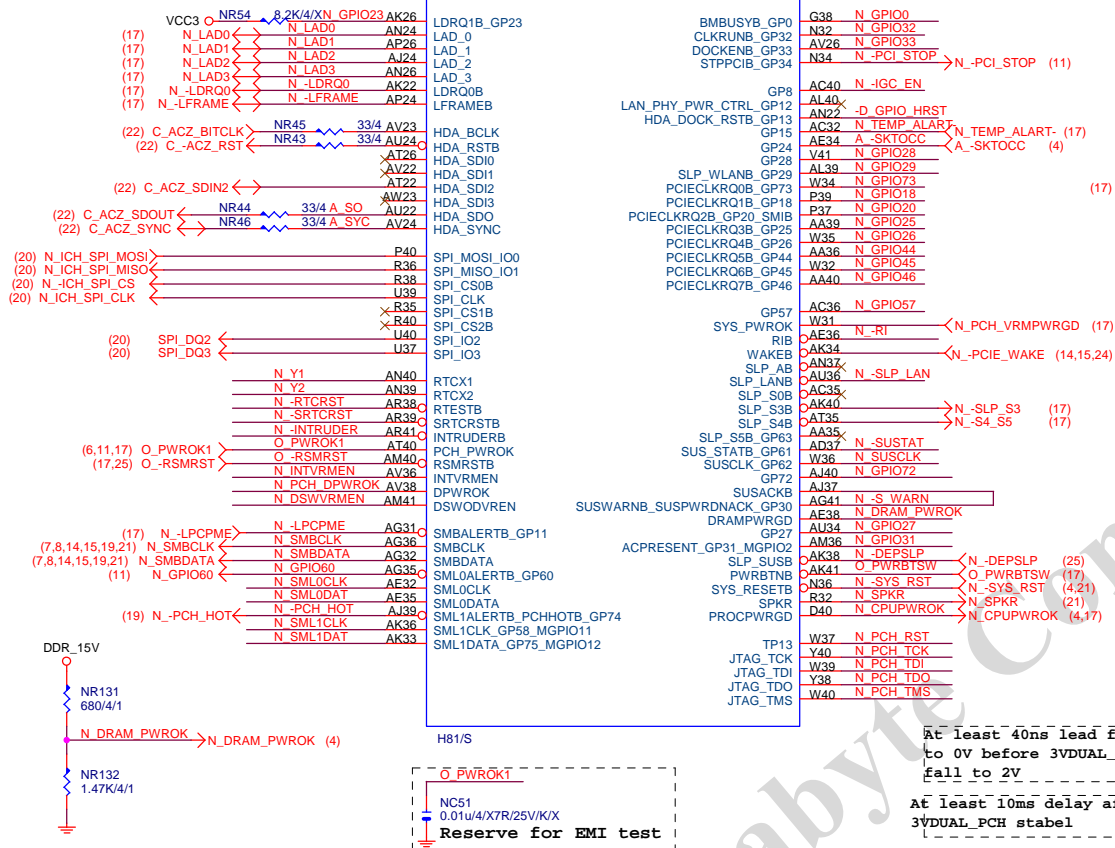 VCC3 NR54 8.2K/4/X N_GPIO23 AK26 LDRQ1B_GP23
(17) N_LAD0 N_LAD0 AN24 LAD_0
(17) N_LAD1 N_LAD1 AP26 LAD_1
(17) N_LAD2 N_LAD2 AJ24 LAD_2
(17) N_LAD3 N_LAD3 AN26 LAD_3
(17) N_-LDRQ0 N_-LDRQ0 AK22 LDRQ0B
(17) N_-LFRAME N_-LFRAME AP24 LFRAMEB
(22) C_ACZ_BITCLK NR45 33/4 AV23 HDA_BCLK
(22) C_-ACZ_RST NR43 33/4 AU24 HDA_RSTB
AT26 HDA_SDI0
AV22 HDA_SDI1
(22) C_ACZ_SDIN2 AT22 HDA_SDI2
AW23 HDA_SDI3
(22) C_ACZ_SDOUT NR44 33/4 A_SO AU22 HDA_SDO
(22) C_ACZ_SYNC NR46 33/4 A_SYC AV24 HDA_SYNC
(20) N_ICH_SPI_MOSI P40 SPI_MOSI_IO0
(20) N_ICH_SPI_MISO R36 SPI_MISO_IO1
(20) N_-ICH_SPI_CS R38 SPI_CS0B
(20) N_ICH_SPI_CLK U39 SPI_CLK
R35 SPI_CS1B
R40 SPI_CS2B
(20) SPI_DQ2 U40 SPI_IO2
(20) SPI_DQ3 U37 SPI_IO3
N_Y1 AN40 RTCX1
N_Y2 AN39 RTCX2
N_-RTCRST AR38 RTESTB
N_-SRTCRST AR39 SRTCRSTB
N_-INTRUDER AR41 INTRUDERB
(6,11,17) O_PWROK1 O_PWROK1 AT40 PCH_PWROK
(17,25) O_-RSMRST O_-RSMRST AM40 RSMRSTB
N_INTVRMEN AV36 INTVRMEN
N_PCH_DPWROK AV38 DPWROK
N_DSWVRMEN AM41 DSWODVREN
(17) N_-LPCPME N_-LPCPME AG31 SMBALERTB_GP11
(7,8,14,15,19,21) N_SMBCLK N_SMBCLK AG36 SMBCLK
(7,8,14,15,19,21) N_SMBDATA N_SMBDATA AG32 SMBDATA
(11) N_GPIO60 N_GPIO60 AG35 SML0ALERTB_GP60
N_SML0CLK AE32 SML0CLK
N_SML0DAT AE35 SML0DATA
(19) N_-PCH_HOT N_-PCH_HOT AJ39 SML1ALERTB_PCHHOTB_GP74
N_SML1CLK AK36 SML1CLK_GP58_MGPIO11
N_SML1DAT AK33 SML1DATA_GP75_MGPIO12
BMBUSYB_GP0 G38 N_GPIO0
CLKRUNB_GP32 N32 N_GPIO32
DOCKENB_GP33 AV26 N_GPIO33
STPPCIB_GP34 N34 N_-PCI_STOP N_-PCI_STOP (11)
GP8 AC40 N_-IGC_EN
LAN_PHY_PWR_CTRL_GP12 AL40
HDA_DOCK_RSTB_GP13 AN22 -D_GPIO_HRST
GP15 AC32 N_TEMP_ALART- N_TEMP_ALART- (17)
GP24 AE34 A_-SKTOCC A_-SKTOCC (4)
GP28 V41 N_GPIO28
SLP_WLANB_GP29 AL39 N_GPIO29
PCIECLKRQ0B_GP73 W34 N_GPIO73 (17)
PCIECLKRQ1B_GP18 P39 N_GPIO18
PCIECLKRQ2B_GP20_SMIB P37 N_GPIO20
PCIECLKRQ3B_GP25 AA39 N_GPIO25
PCIECLKRQ4B_GP26 W35 N_GPIO26
PCIECLKRQ5B_GP44 AA36 N_GPIO44
PCIECLKRQ6B_GP45 W32 N_GPIO45
PCIECLKRQ7B_GP46 AA40 N_GPIO46
GP57 AC36 N_GPIO57
SYS_PWROK W31 N_PCH_VRMPWRGD (17)
RIB AE36 N_-RI
WAKEB AK34 N_-PCIE_WAKE (14,15,24)
SLP_AB AN37
SLP_LANB AU36 N_-SLP_LAN
SLP_S0B AC35
SLP_S3B AK40 N_-SLP_S3 (17)
SLP_S4B AT35 N_-S4_S5 (17)
SLP_S5B_GP63 AA35
SUS_STATB_GP61 AD37 N_-SUSTAT
SUSCLK_GP62 W36 N_SUSCLK
GP72 AJ40 N_GPIO72
SUSACKB AJ37
SUSWARNB_SUSPWRDNACK_GP30 AG41 N_-S_WARN
DRAMPWRGD AE38 N_DRAM_PWROK
GP27 AU34 N_GPIO27
ACPRESENT_GP31_MGPIO2 AM36 N_GPIO31
SLP_SUSB AK38 N_-DEPSLP N_-DEPSLP (25)
PWRBTNB AK41 O_PWRBTSW O_PWRBTSW (17)
SYS_RESETB N36 N_-SYS_RST N_-SYS_RST (4,21)
SPKR R32 N_SPKR N_SPKR (21)
PROCPWRGD D40 N_CPUPWROK N_CPUPWROK (4,17)
TP13 W37 N_PCH_RST
JTAG_TCK Y40 N_PCH_TCK
JTAG_TDI W39 N_PCH_TDI
JTAG_TDO Y38 N_PCH_TDO
JTAG_TMS W40 N_PCH_TMS
H81/S
DDR_15V
NR131
680/4/1
N_DRAM_PWROK N_DRAM_PWROK (4)
NR132
1.47K/4/1
O_PWROK1
NC51
0.01u/4/X7R/25V/K/X
Reserve for EMI test
At least 40ns lead f
to 0V before 3VDUAL_
fall to 2V
At least 10ms delay a
3VDUAL_PCH stabel
abyte Co